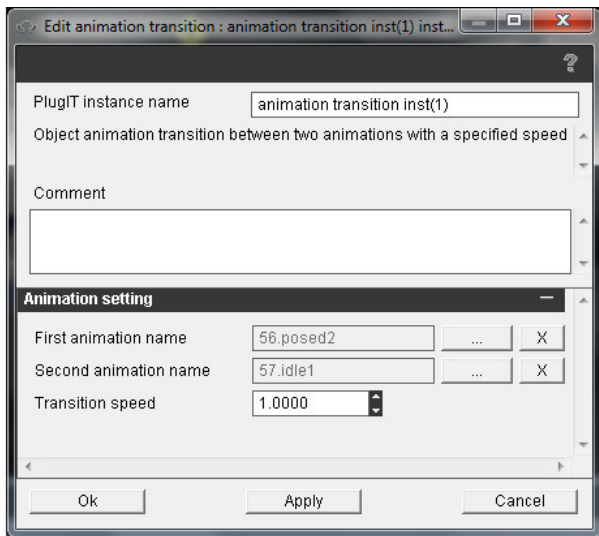 Edit animation transition : animation transition inst(1) inst...
?
PlugIT instance name animation transition inst(1)
Object animation transition between two animations with a specified speed
Comment
Animation setting
First animation name 56.posed2 ... X
Second animation name 57.idle1 ... X
Transition speed 1.0000
Ok Apply Cancel